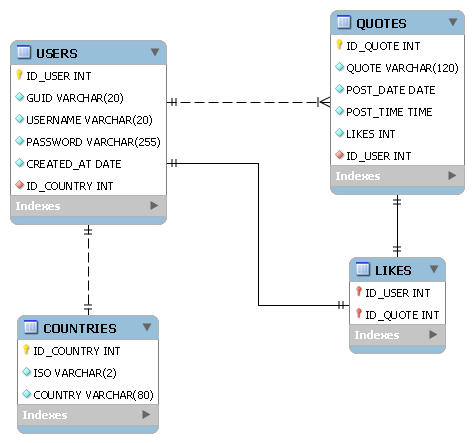 USERS
ID_USER INT
GUID VARCHAR(20)
USERNAME VARCHAR(20)
PASSWORD VARCHAR(255)
CREATED_AT DATE
ID_COUNTRY INT
Indexes
QUOTES
ID_QUOTE INT
QUOTE VARCHAR(120)
POST_DATE DATE
POST_TIME TIME
LIKES INT
ID_USER INT
Indexes
LIKES
ID_USER INT
ID_QUOTE INT
Indexes
COUNTRIES
ID_COUNTRY INT
ISO VARCHAR(2)
COUNTRY VARCHAR(80)
Indexes